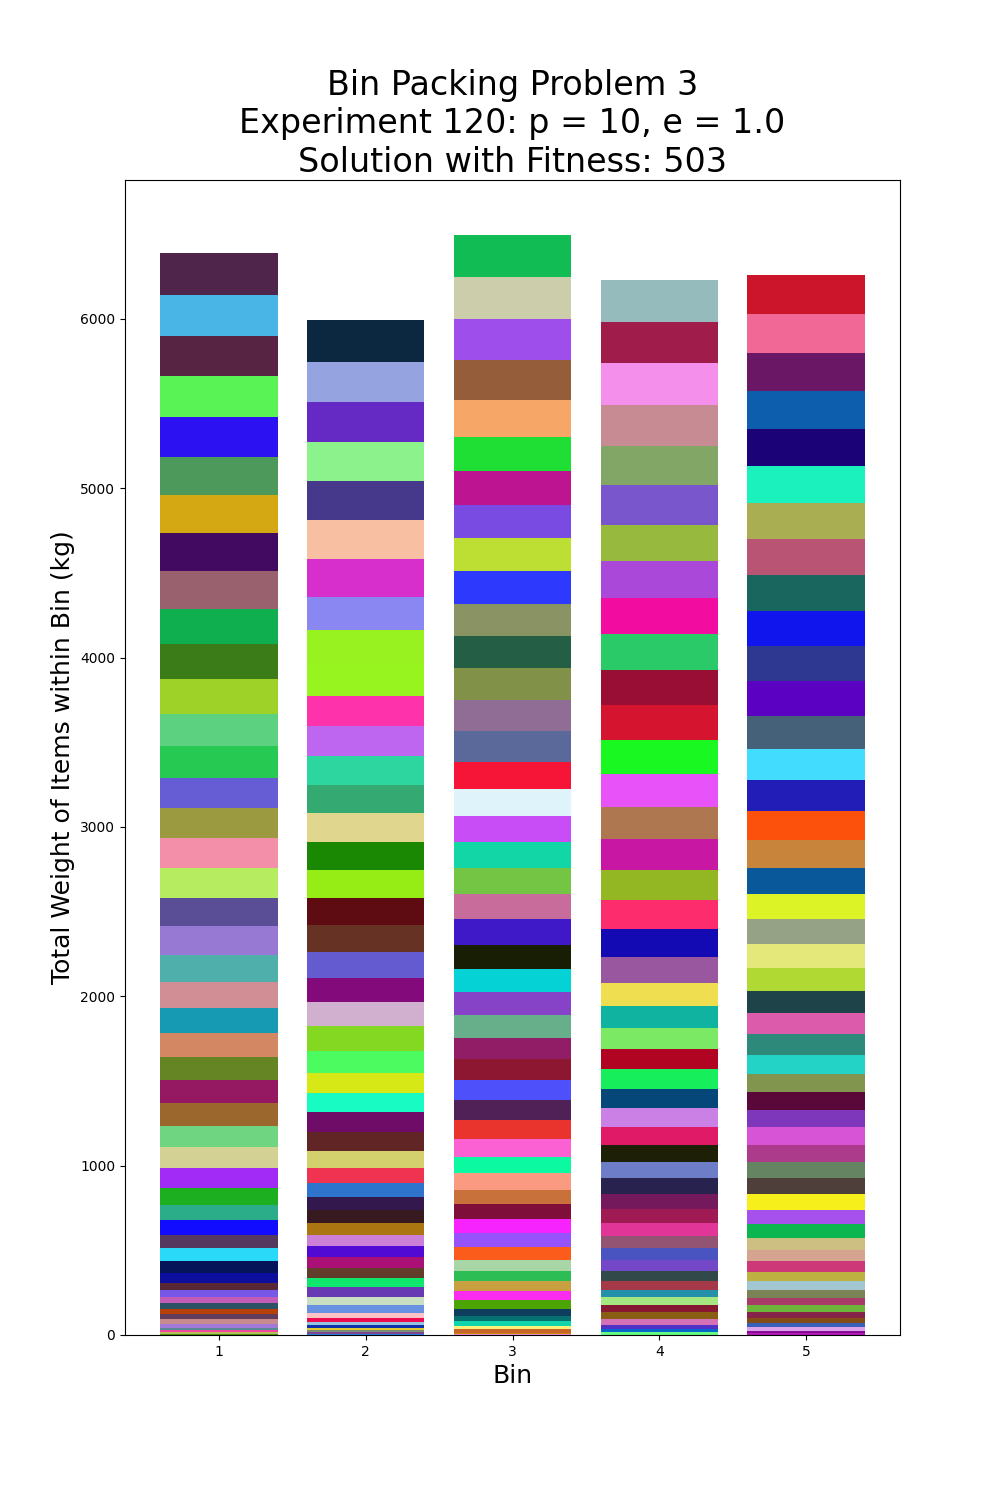 Bin Packing Problem 3
Experiment 120: p = 10, e = 1.0
Solution with Fitness: 503
Total Weight of Items within Bin (kg)
6000
5000
4000
3000
2000
1000
0
1 2 3 4 5
Bin